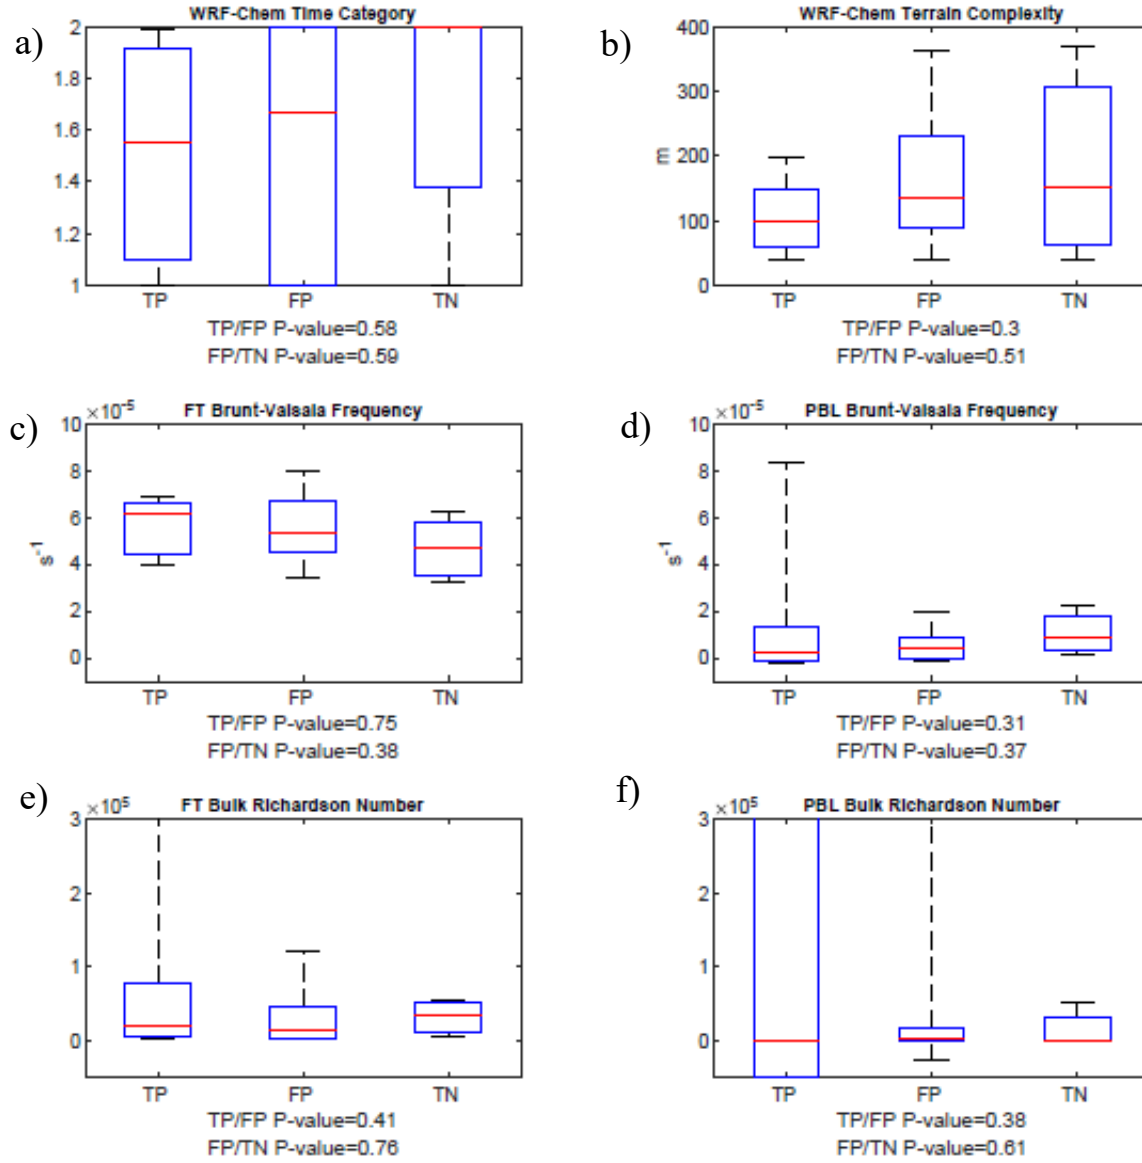 a)
WRF-Chem Time Category
2
1.8
1.6
1.4
1.2
1
TP FP TN
TP/FP P-value=0.58
FP/TN P-value=0.59
b)
WRF-Chem Terrain Complexity
400
300
m
200
100
0
TP FP TN
TP/FP P-value=0.3
FP/TN P-value=0.51
c)
×10⁻⁵
FT Brunt-Vaisala Frequency
10
8
6
s⁻¹
4
2
0
TP FP TN
TP/FP P-value=0.75
FP/TN P-value=0.38
d)
×10⁻⁵
PBL Brunt-Vaisala Frequency
10
8
6
s⁻¹
4
2
0
TP FP TN
TP/FP P-value=0.31
FP/TN P-value=0.37
e)
×10⁵
FT Bulk Richardson Number
3
2
1
0
TP FP TN
TP/FP P-value=0.41
FP/TN P-value=0.76
f)
×10⁵
PBL Bulk Richardson Number
3
2
1
0
TP FP TN
TP/FP P-value=0.38
FP/TN P-value=0.61